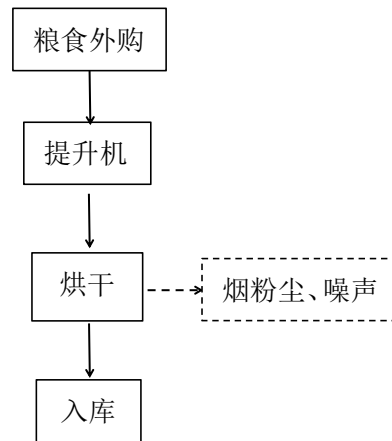 粮食外购
提升机
烘干
烟粉尘、噪声
入库